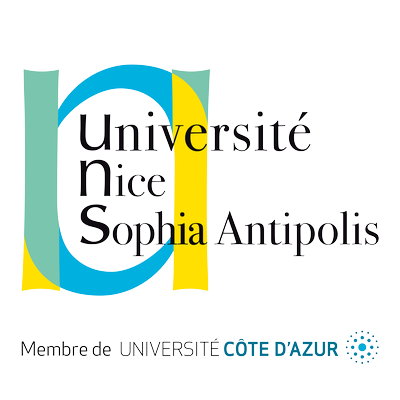 université
nice
Sophia Antipolis
Membre de UNIVERSITÉ CÔTE D'AZUR